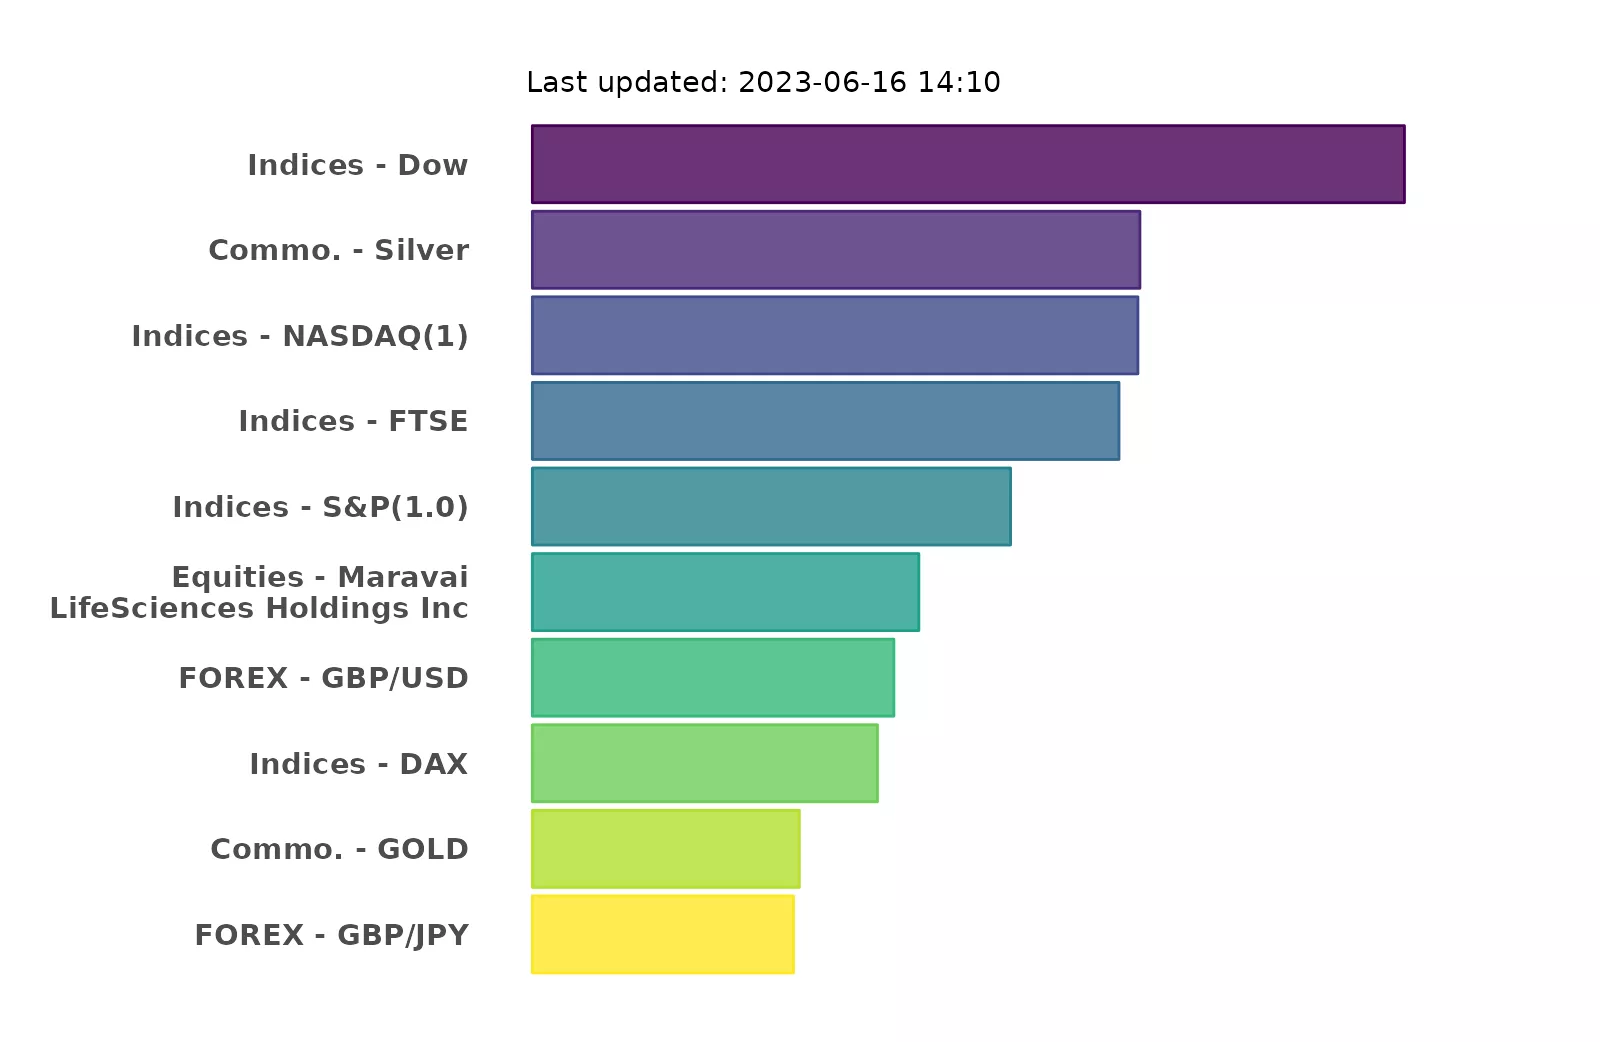 Last updated: 2023-06-16 14:10
Indices - Dow
Commo. - Silver
Indices - NASDAQ(1)
Indices - FTSE
Indices - S&P(1.0)
Equities - Maravai
LifeSciences Holdings Inc
FOREX - GBP/USD
Indices - DAX
Commo. - GOLD
FOREX - GBP/JPY